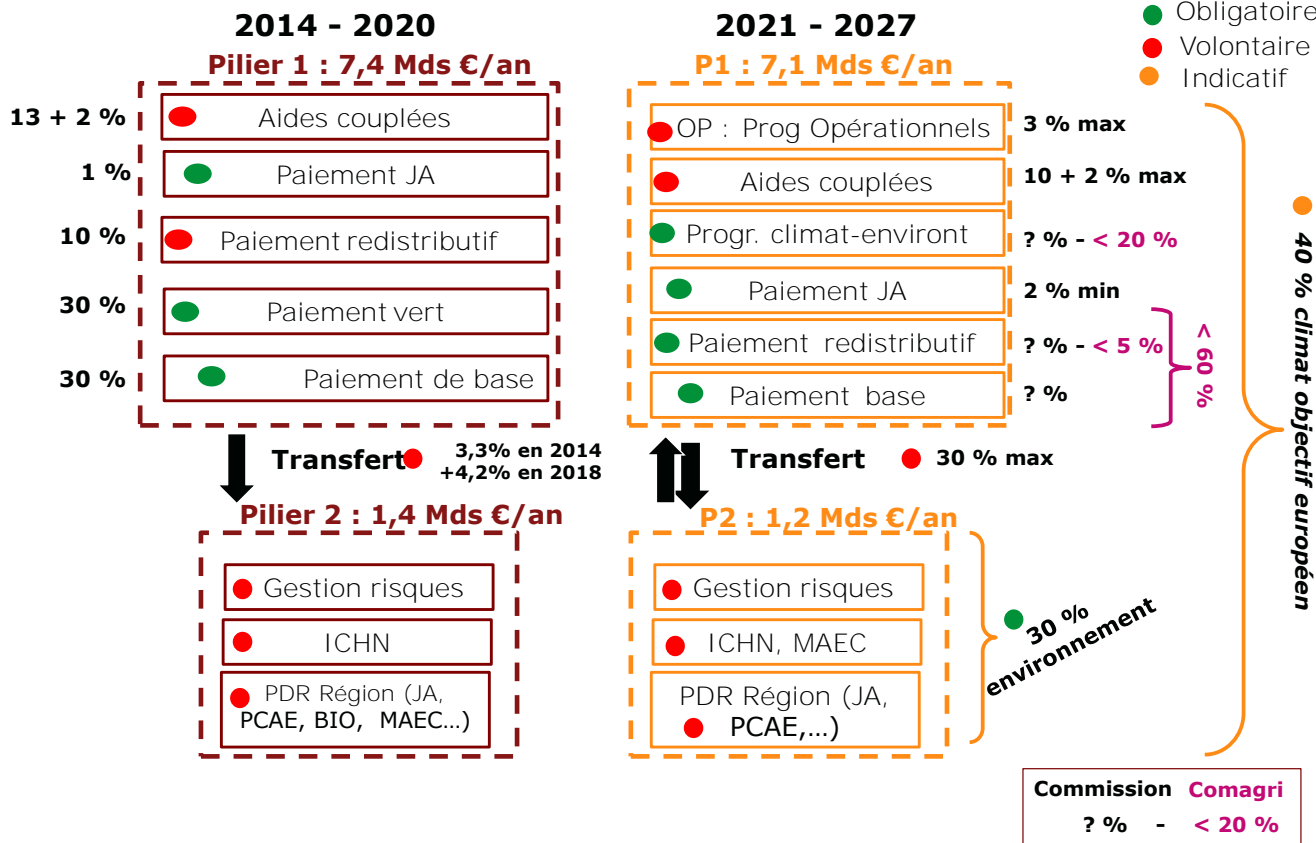 2014 - 2020
2021 - 2027
Obligatoire
Volontaire
Indicatif
Pilier 1 : 7,4 Mds €/an
13 + 2 %
Aides couplées
1 %
Paiement JA
10 %
Paiement redistributif
30 %
Paiement vert
30 %
Paiement de base
Transfert
3,3% en 2014
+4,2% en 2018
Pilier 2 : 1,4 Mds €/an
Gestion risques
ICHN
PDR Région (JA,
PCAE, BIO, MAEC...)
P1 : 7,1 Mds €/an
OP : Prog Opérationnels
3 % max
Aides couplées
10 + 2 % max
Progr. climat-environt
? % - < 20 %
Paiement JA
2 % min
Paiement redistributif
? % - < 5 %
Paiement base
? %
< 60 %
Transfert
30 % max
P2 : 1,2 Mds €/an
Gestion risques
ICHN, MAEC
PDR Région (JA,
PCAE,...)
30 %
environnement
40 % climat objectif européen
Commission Comagri
? % - < 20 %